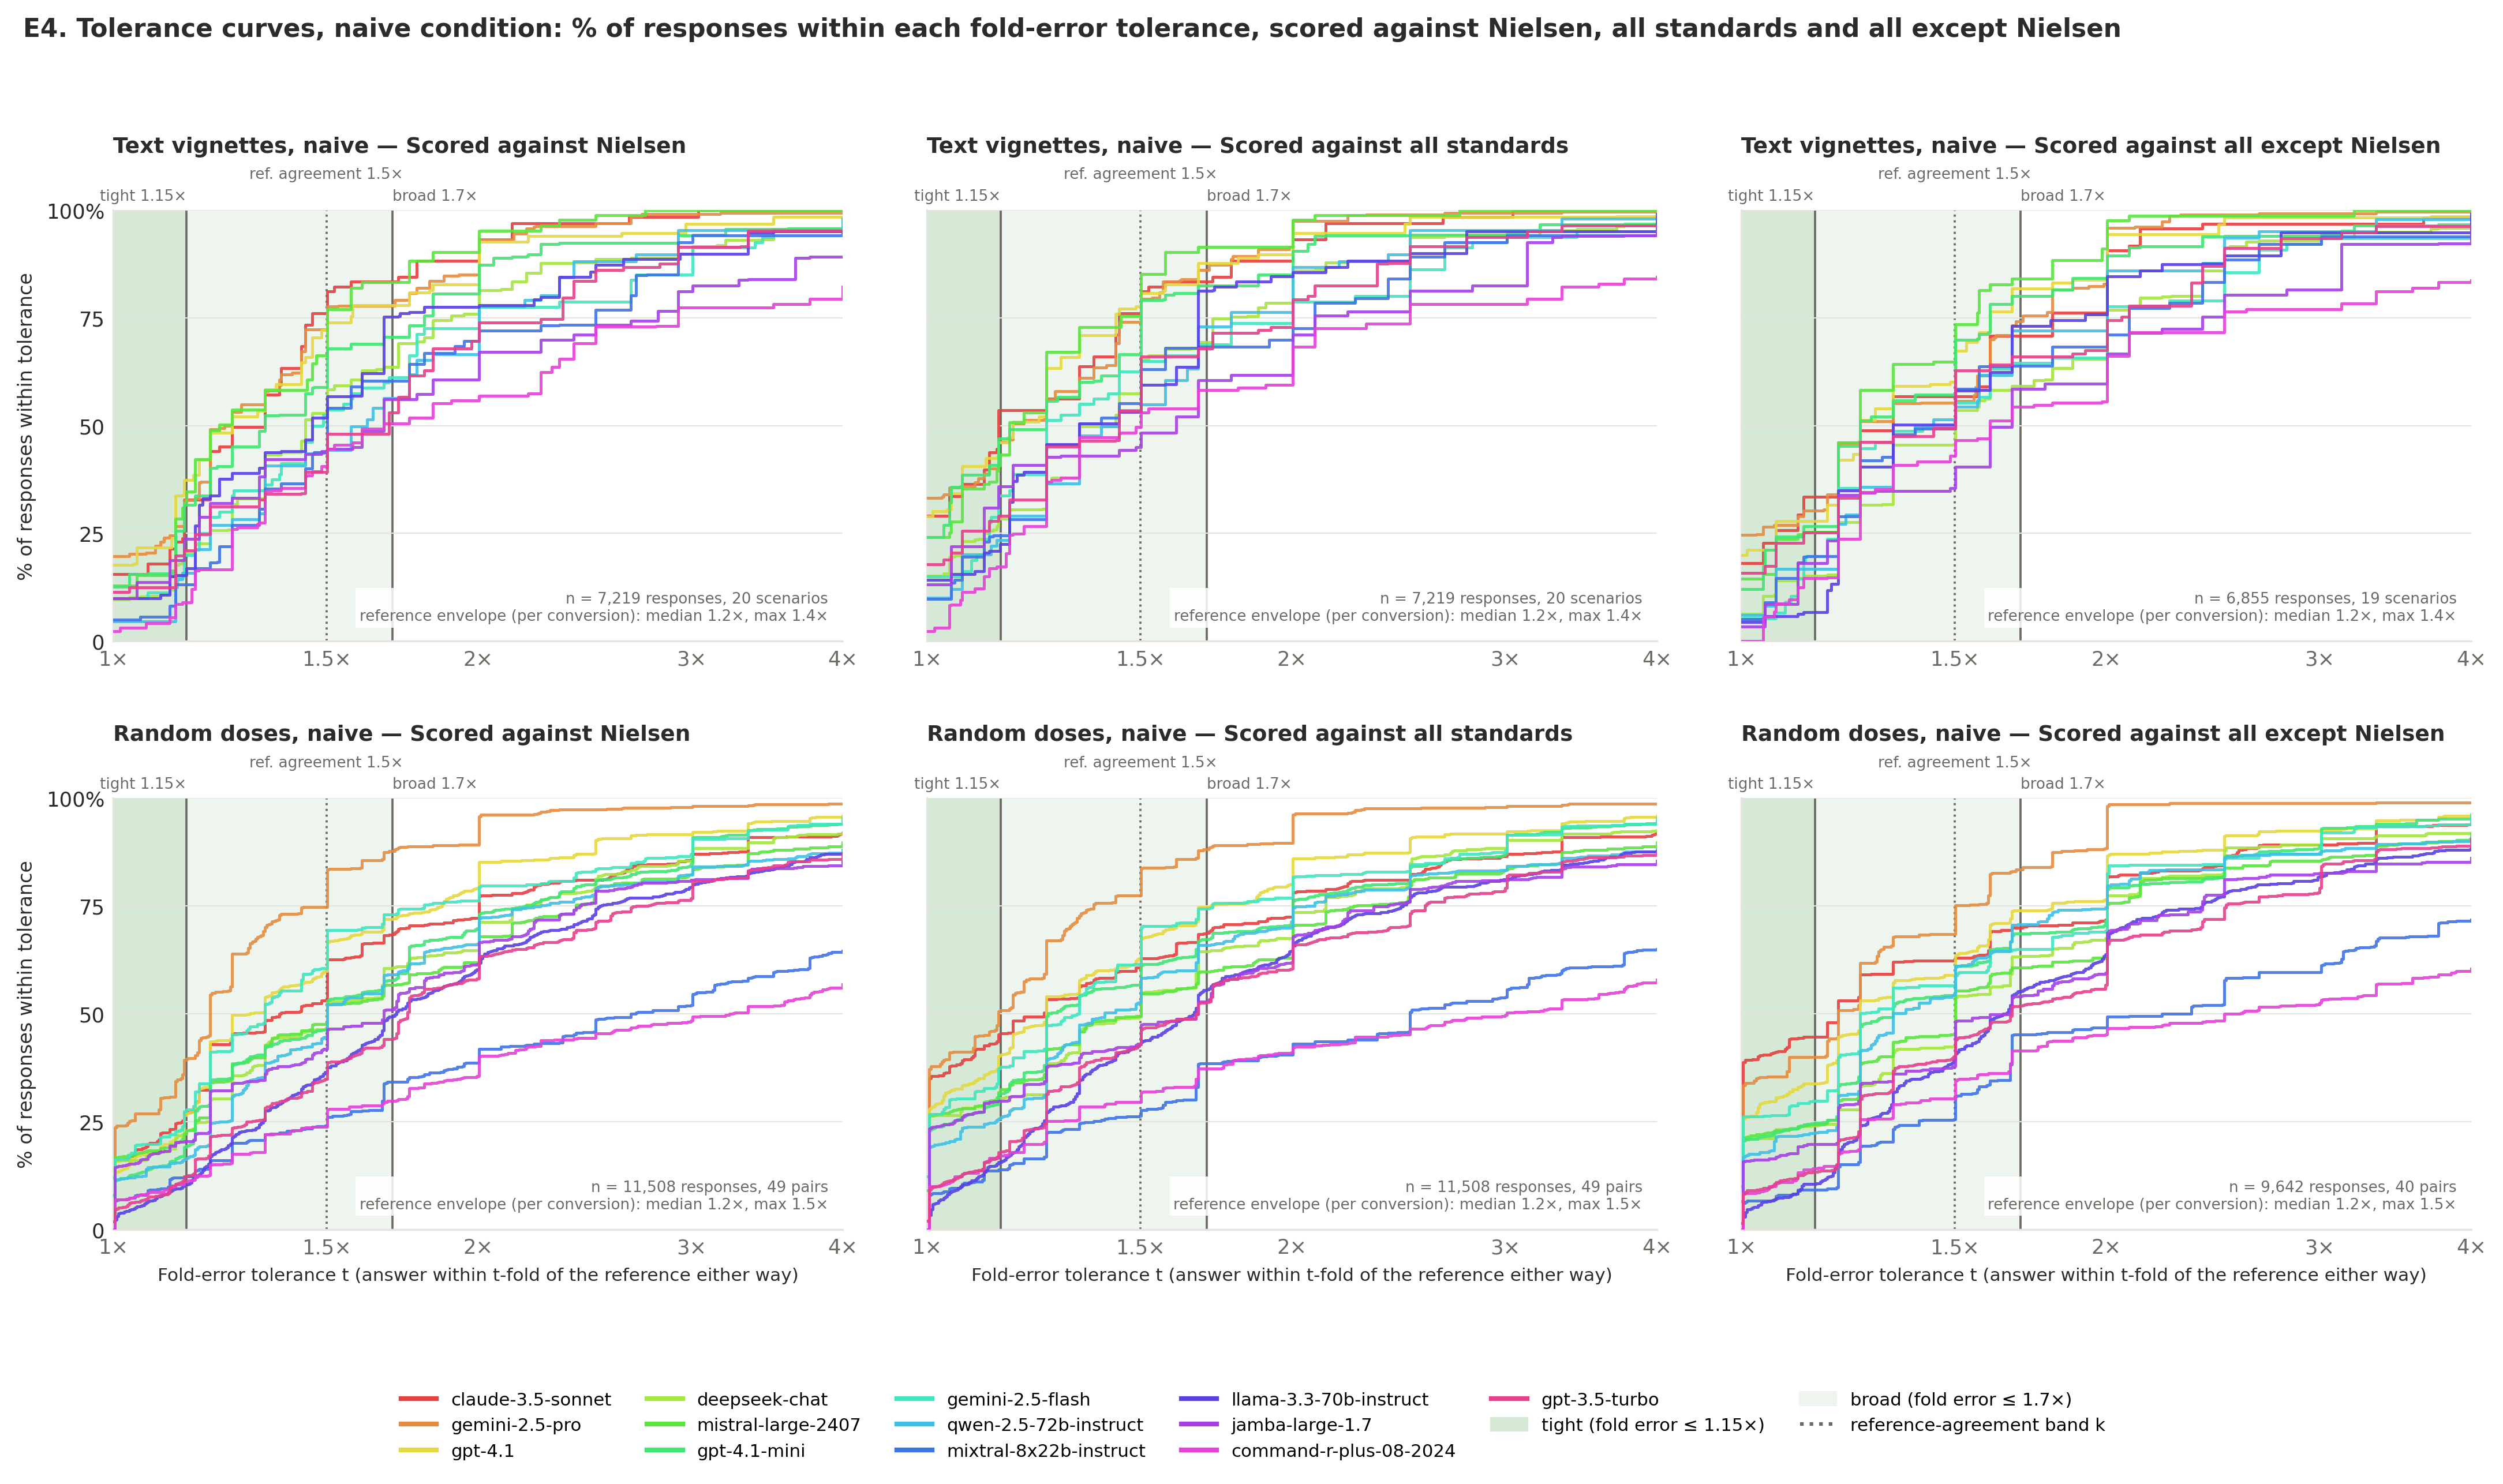 E4. Tolerance curves, naive condition: % of responses within each fold-error tolerance, scored against Nielsen, all standards and all except Nielsen
Text vignettes, naive — Scored against Nielsen
ref. agreement 1.5×
tight 1.15×
broad 1.7×
100%
75
50
25
0
% of responses within tolerance
n = 7,219 responses, 20 scenarios
reference envelope (per conversion): median 1.2×, max 1.4×
1×
1.5×
2×
3×
4×
Text vignettes, naive — Scored against all standards
ref. agreement 1.5×
tight 1.15×
broad 1.7×
n = 7,219 responses, 20 scenarios
reference envelope (per conversion): median 1.2×, max 1.4×
1×
1.5×
2×
3×
4×
Text vignettes, naive — Scored against all except Nielsen
ref. agreement 1.5×
tight 1.15×
broad 1.7×
n = 6,855 responses, 19 scenarios
reference envelope (per conversion): median 1.2×, max 1.4×
1×
1.5×
2×
3×
4×
Random doses, naive — Scored against Nielsen
ref. agreement 1.5×
tight 1.15×
broad 1.7×
100%
75
50
25
0
% of responses within tolerance
n = 11,508 responses, 49 pairs
reference envelope (per conversion): median 1.2×, max 1.5×
1×
1.5×
2×
3×
4×
Fold-error tolerance t (answer within t-fold of the reference either way)
Random doses, naive — Scored against all standards
ref. agreement 1.5×
tight 1.15×
broad 1.7×
n = 11,508 responses, 49 pairs
reference envelope (per conversion): median 1.2×, max 1.5×
1×
1.5×
2×
3×
4×
Fold-error tolerance t (answer within t-fold of the reference either way)
Random doses, naive — Scored against all except Nielsen
ref. agreement 1.5×
tight 1.15×
broad 1.7×
n = 9,642 responses, 40 pairs
reference envelope (per conversion): median 1.2×, max 1.5×
1×
1.5×
2×
3×
4×
Fold-error tolerance t (answer within t-fold of the reference either way)
claude-3.5-sonnet
gemini-2.5-pro
gpt-4.1
deepseek-chat
mistral-large-2407
gpt-4.1-mini
gemini-2.5-flash
qwen-2.5-72b-instruct
mixtral-8x22b-instruct
llama-3.3-70b-instruct
jamba-large-1.7
command-r-plus-08-2024
gpt-3.5-turbo
tight (fold error ≤ 1.15×)
broad (fold error ≤ 1.7×)
reference-agreement band k